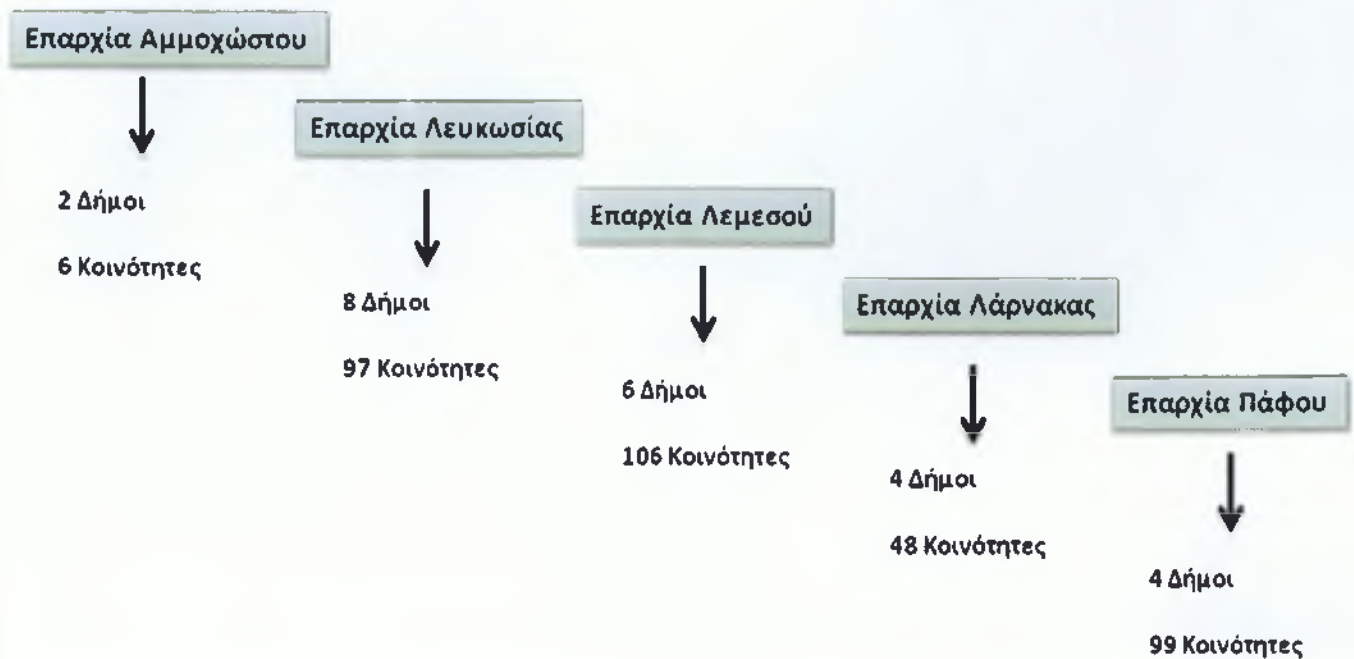 Επαρχία Αμμοχώστου
2 Δήμοι
6 Κοινότητες
Επαρχία Λευκωσίας
8 Δήμοι
97 Κοινότητες
Επαρχία Λεμεσού
6 Δήμοι
106 Κοινότητες
Επαρχία Λάρνακας
4 Δήμοι
48 Κοινότητες
Επαρχία Πάφου
4 Δήμοι
99 Κοινότητες